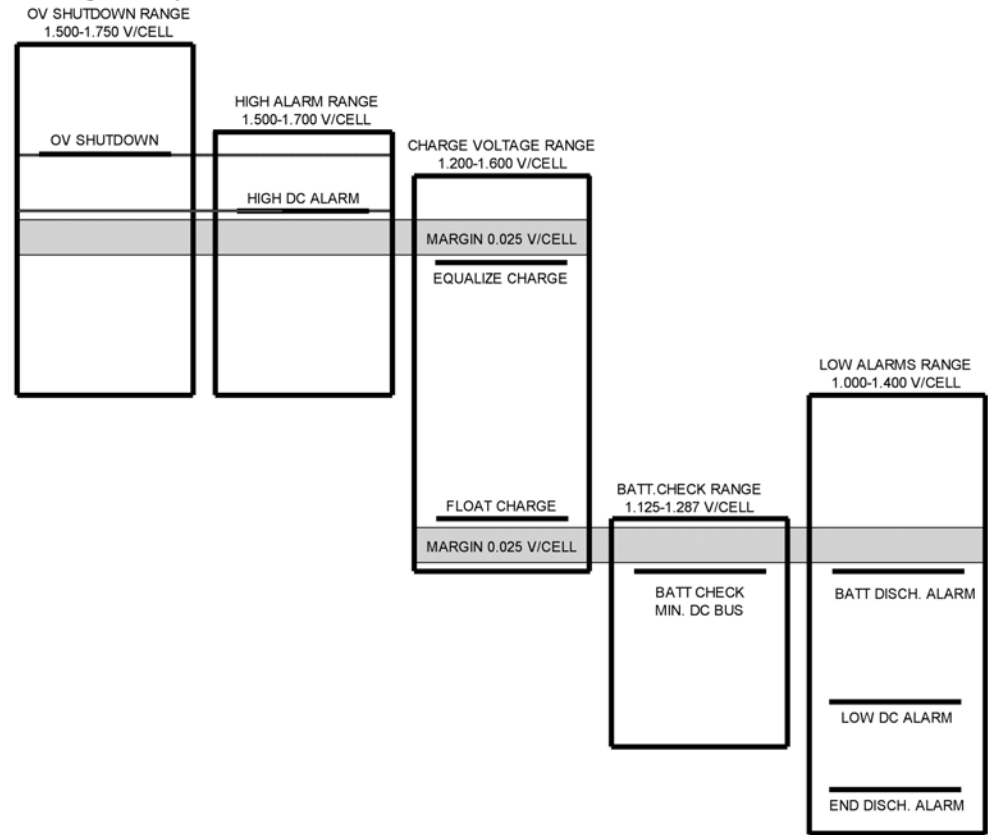 OV SHUTDOWN RANGE
1.500-1.750 V/CELL
OV SHUTDOWN
HIGH ALARM RANGE
1.500-1.700 V/CELL
HIGH DC ALARM
CHARGE VOLTAGE RANGE
1.200-1.600 V/CELL
MARGIN 0.025 V/CELL
EQUALIZE CHARGE
FLOAT CHARGE
MARGIN 0.025 V/CELL
BATT.CHECK RANGE
1.125-1.287 V/CELL
BATT CHECK
MIN. DC BUS
LOW ALARMS RANGE
1.000-1.400 V/CELL
BATT DISCH. ALARM
LOW DC ALARM
END DISCH. ALARM